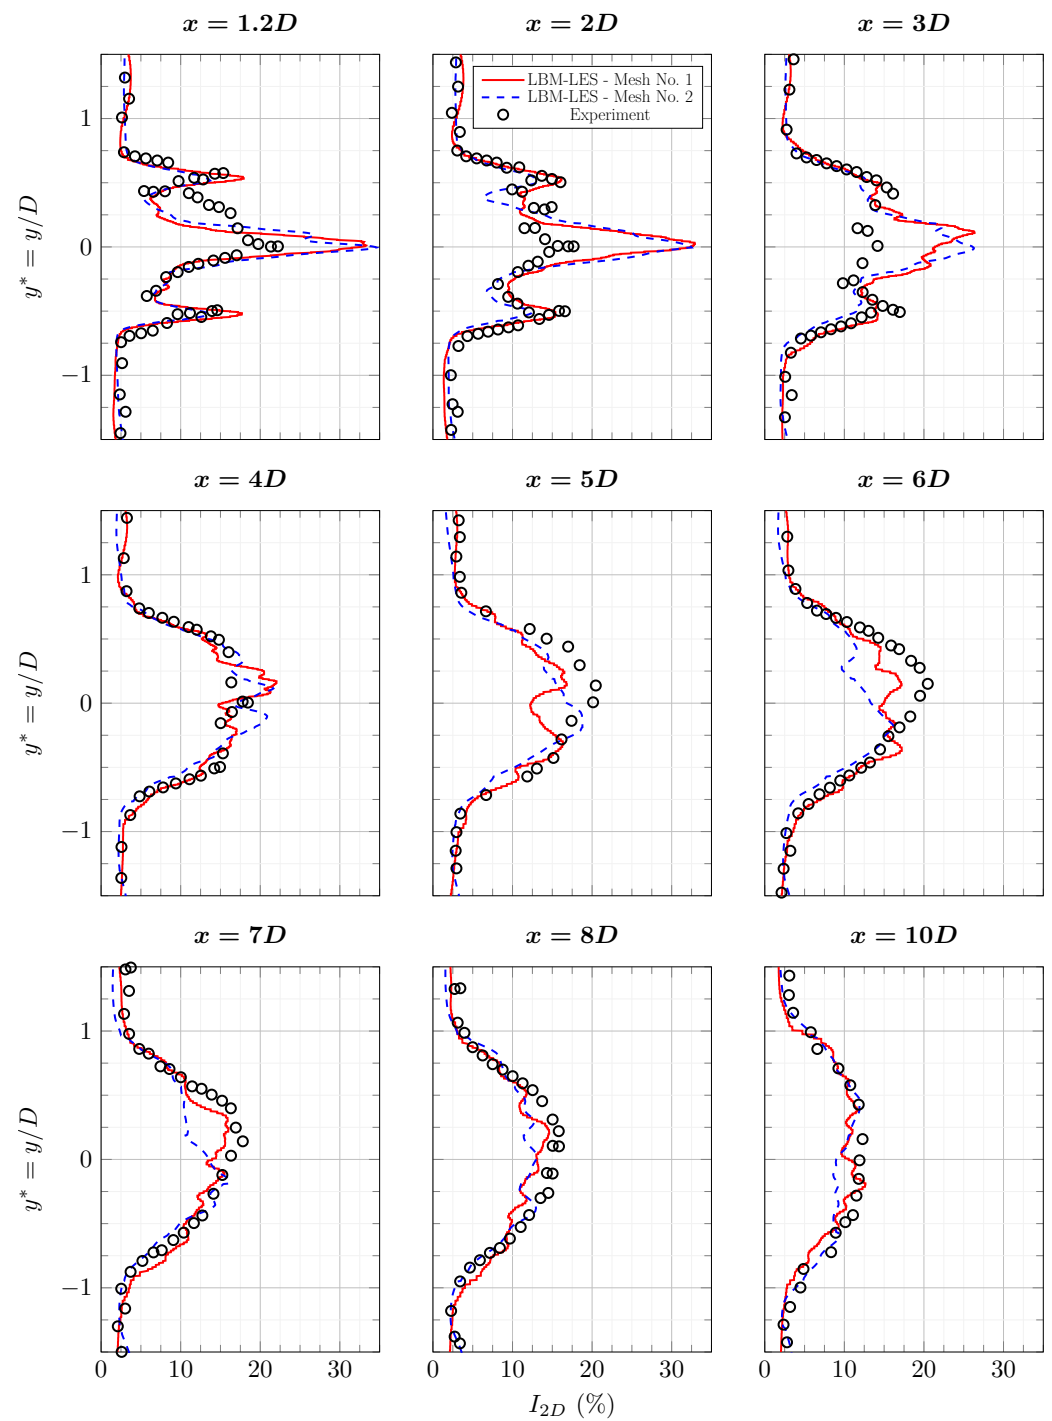 x = 1.2D
x = 2D
x = 3D
LBM-LES - Mesh No. 1
LBM-LES - Mesh No. 2
Experiment
1
0
−1
y* = y/D
x = 4D
x = 5D
x = 6D
1
0
−1
y* = y/D
x = 7D
x = 8D
x = 10D
1
0
−1
y* = y/D
0 10 20 30 0 10 20 30 0 10 20 30
I2D (%)